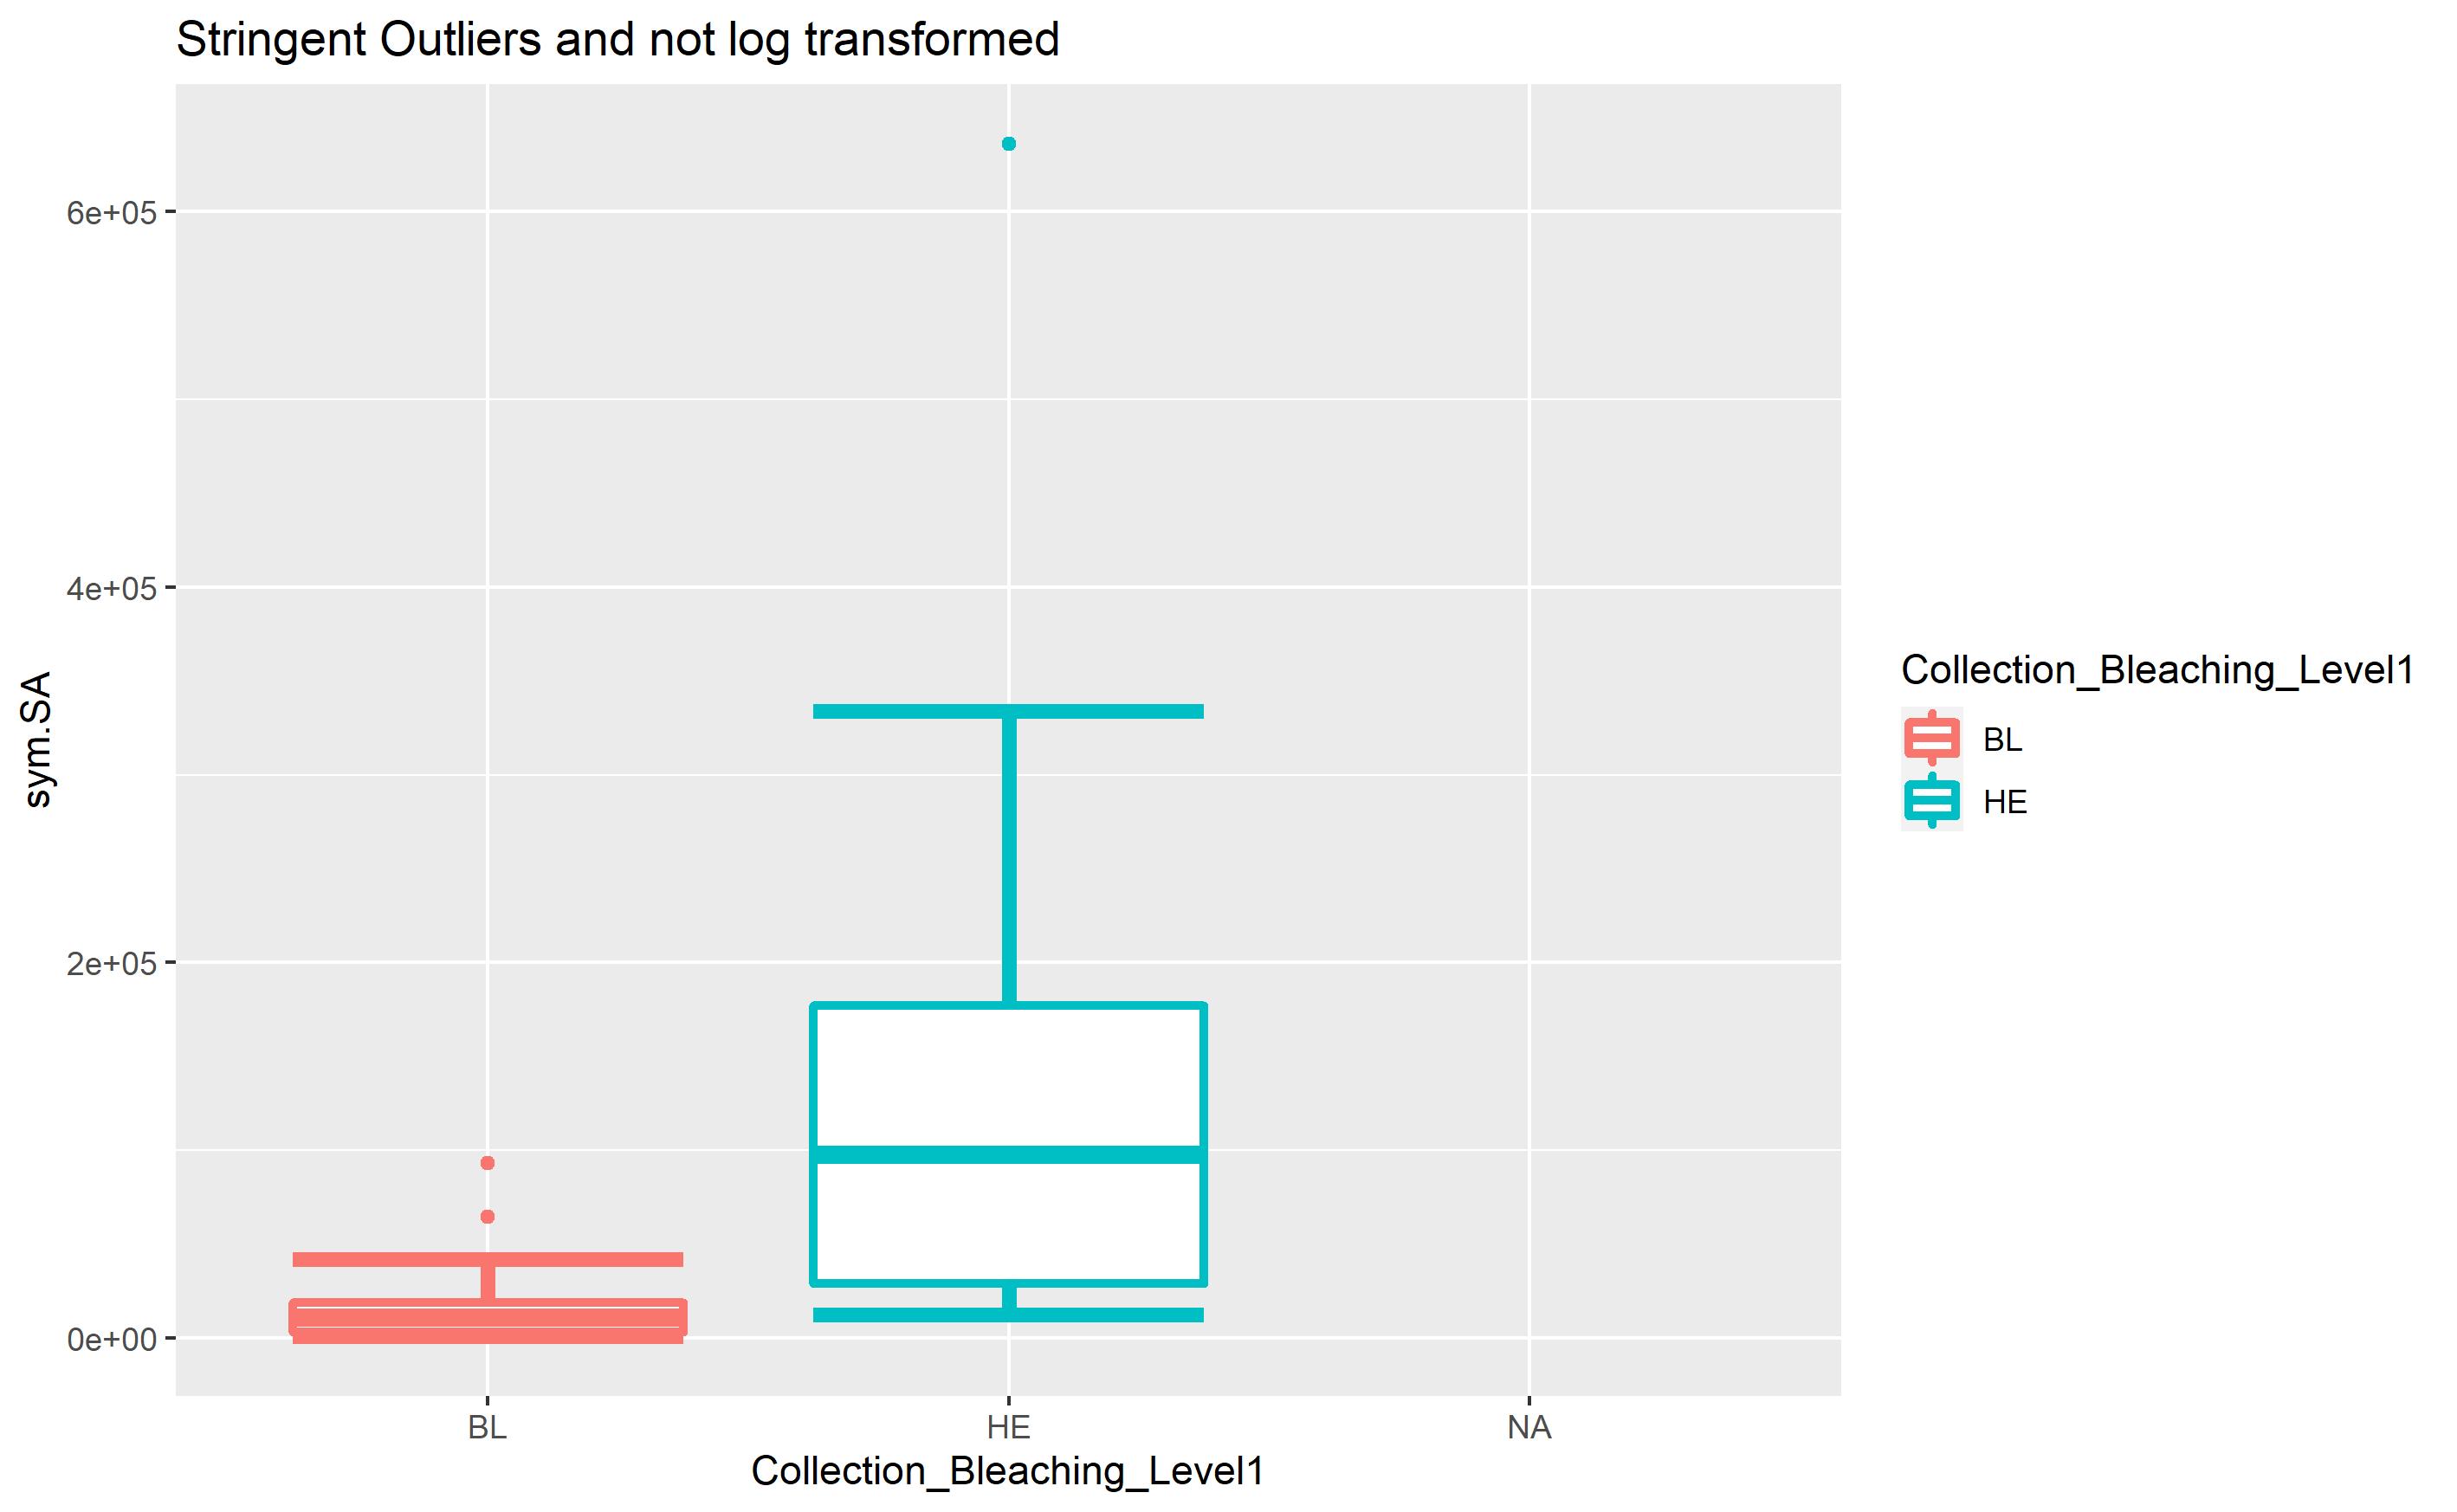 Stringent Outliers and not log transformed
6e+05
4e+05
2e+05
0e+00
sym.SA
BL
HE
NA
Collection_Bleaching_Level1
Collection_Bleaching_Level1
BL
HE